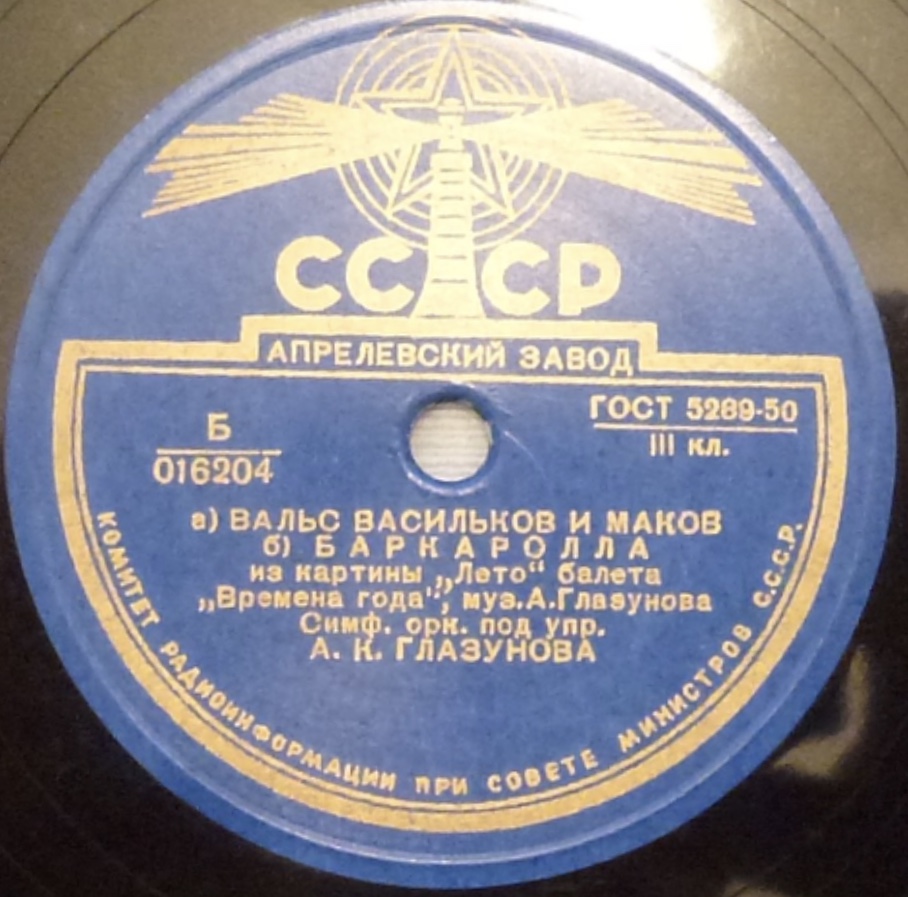 СССР
АПРЕЛЕВСКИЙ ЗАВОД
Б
016204
ГОСТ 5289-50
III кл.
а) ВАЛЬС ВАСИЛЬКОВ И МАКОВ
б) БАРКАРОЛЛА
из картины „Лето“ балета
„Времена года“, муз.А.Глазунова
Симф. орк. под упр.
А. К. ГЛАЗУНОВА
КОМИТЕТ РАДИОИНФОРМАЦИИ ПРИ СОВЕТЕ МИНИСТРОВ С.С.С.Р.